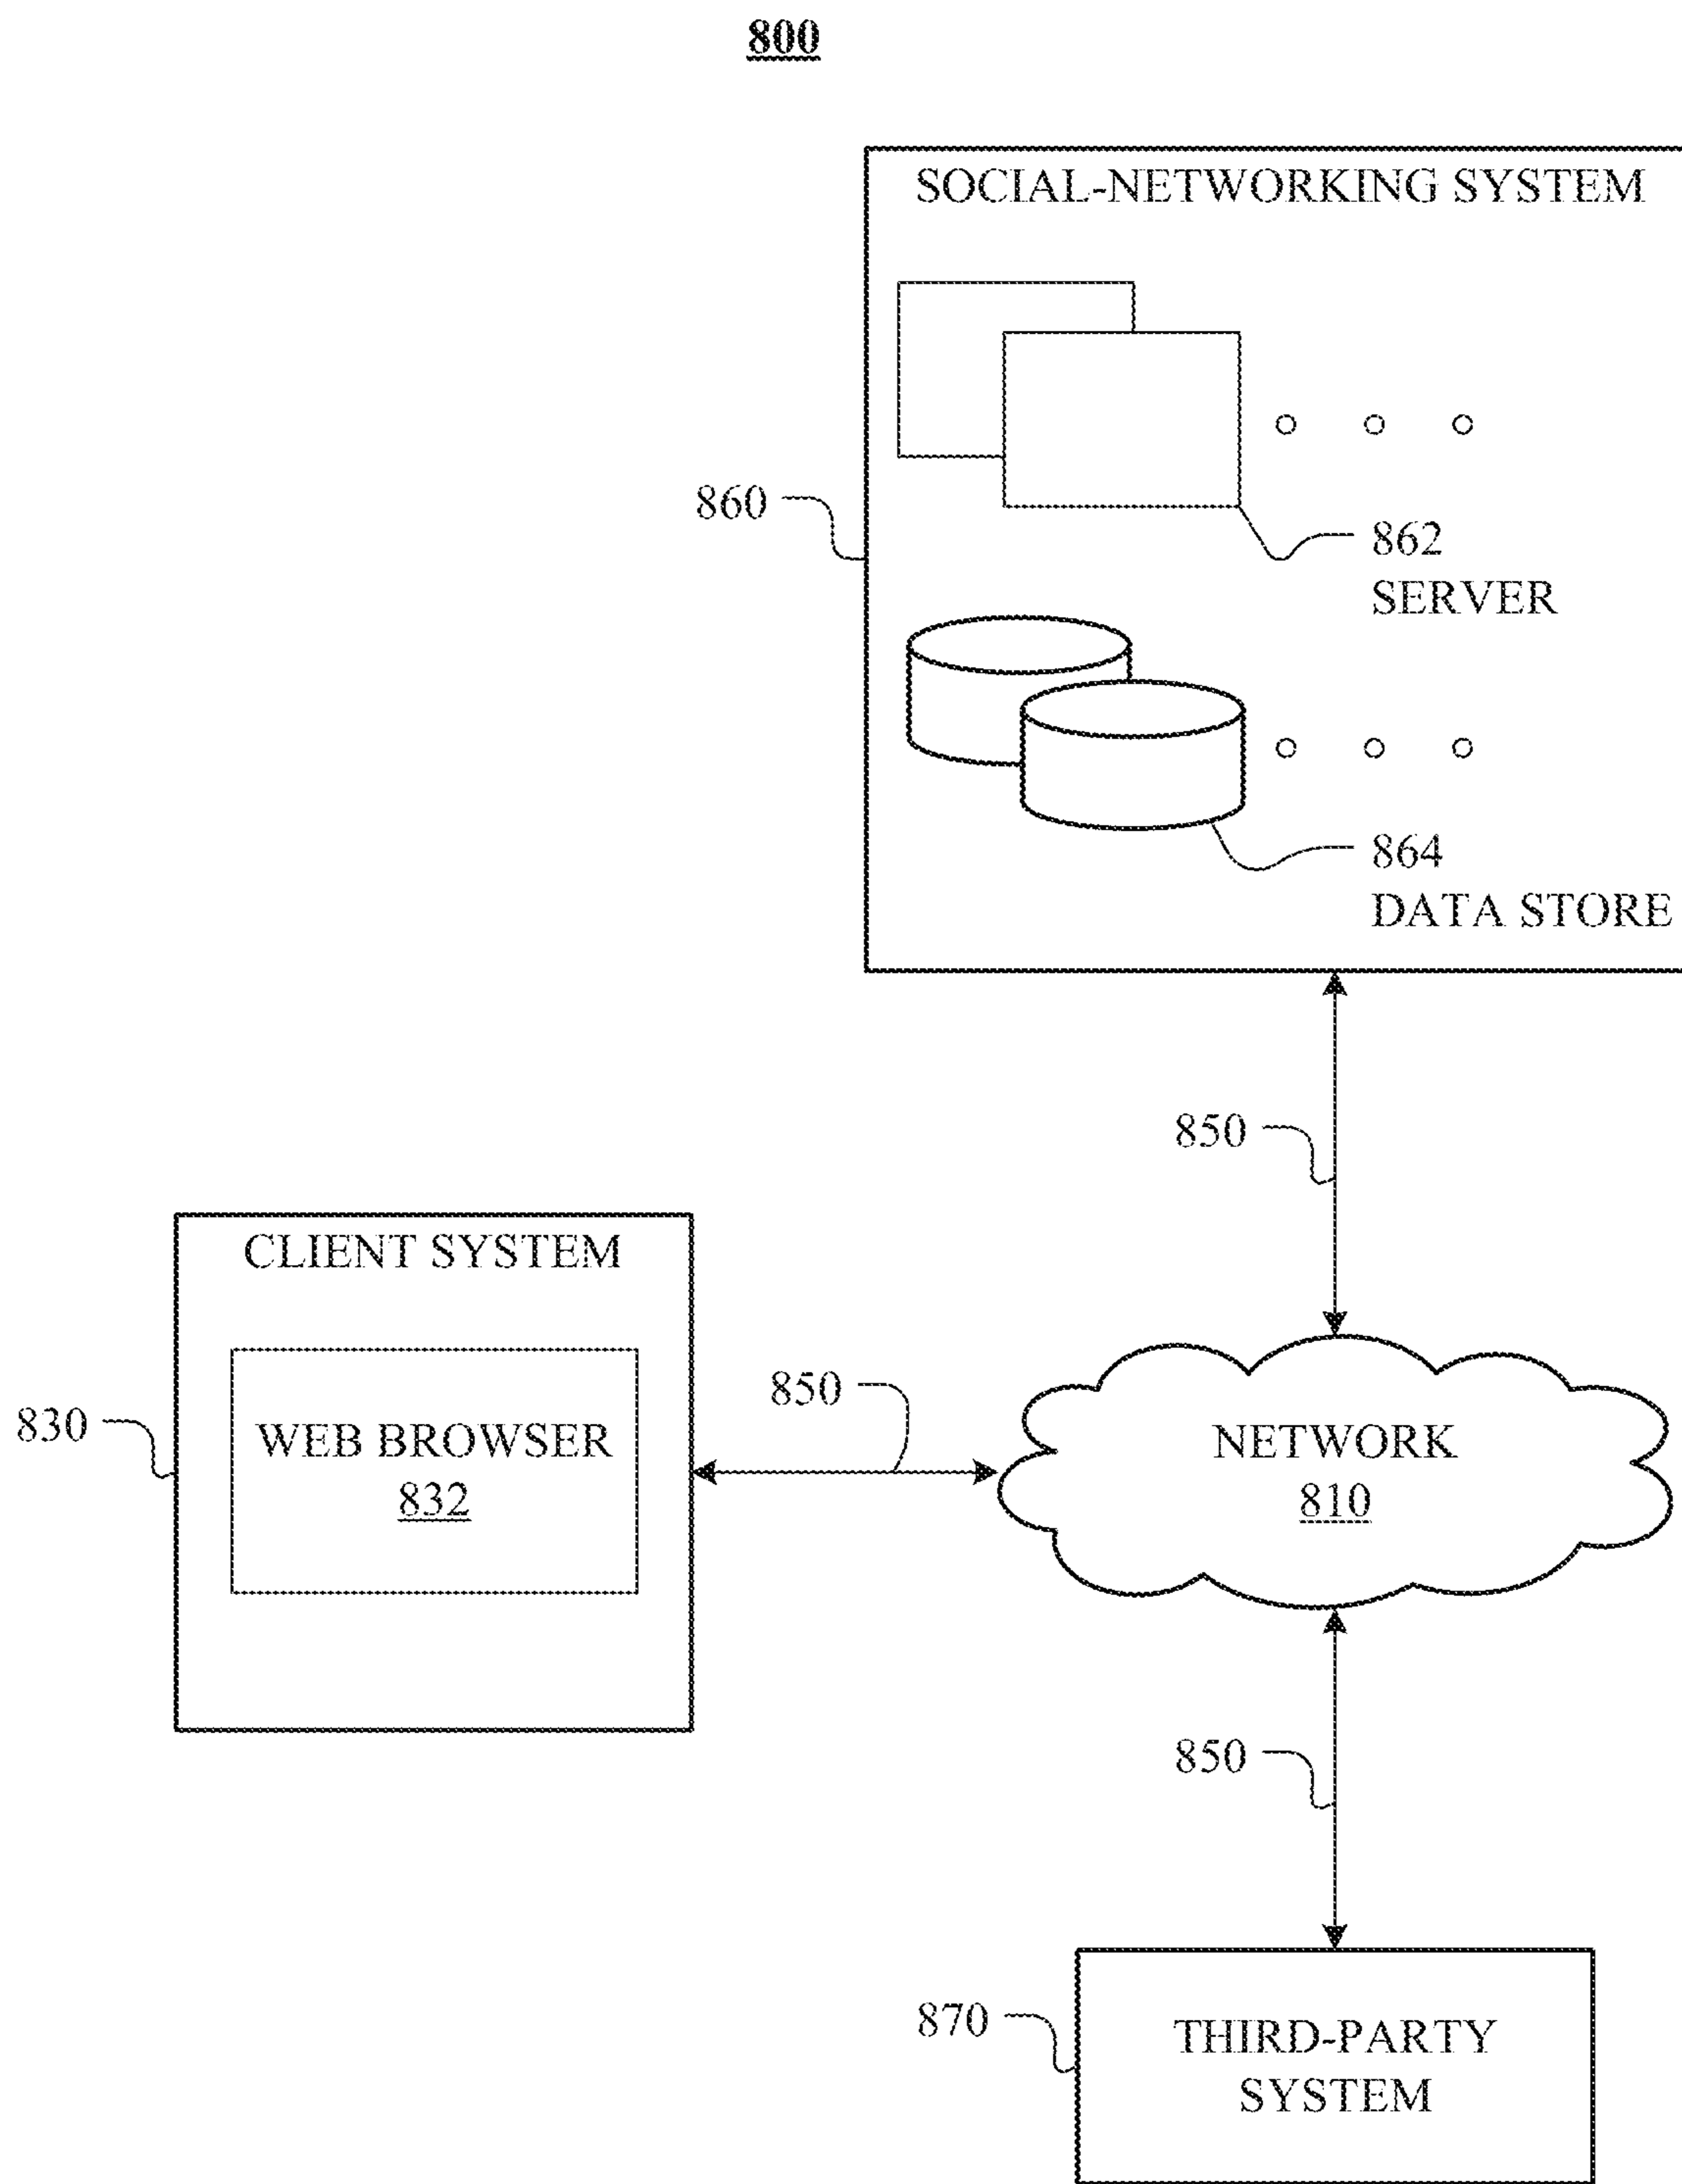 800
SOCIAL-NETWORKING SYSTEM
860
862
SERVER
864
DATA STORE
850
CLIENT SYSTEM
830
WEB BROWSER
832
850
NETWORK
810
850
870
THIRD-PARTY
SYSTEM